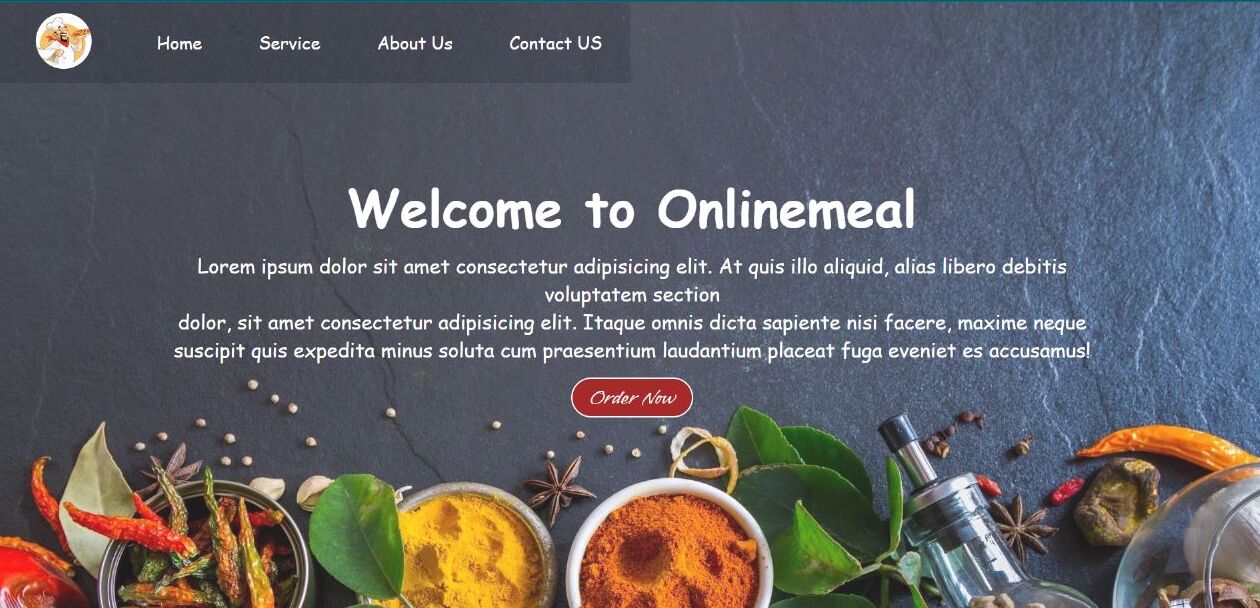 Home Service About Us Contact US
Welcome to Onlinemeal
Lorem ipsum dolor sit amet consectetur adipisicing elit. At quis illo aliquid, alias libero debitis
voluptatem section
dolor, sit amet consectetur adipisicing elit. Itaque omnis dicta sapiente nisi facere, maxime neque
suscipit quis expedita minus soluta cum praesentium laudantium placeat fuga eveniet es accusamus!
Order Now